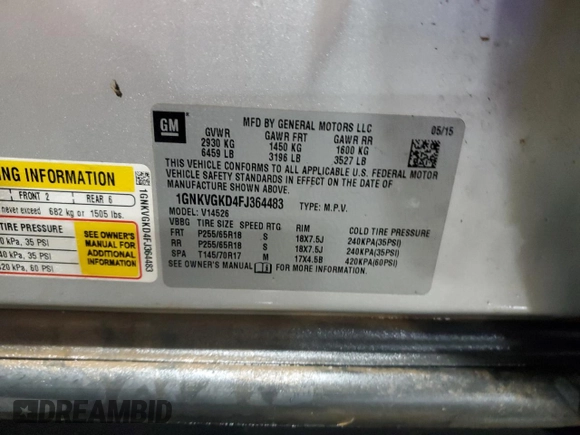 GM
MFD BY GENERAL MOTORS LLC
05/15
GVWR GAWR FRT GAWR RR
2930 KG 1450 KG 1600 KG
6459 LB 3196 LB 3527 LB
THIS VEHICLE CONFORMS TO ALL APPLICABLE U.S. FEDERAL MOTOR
VEHICLE SAFETY STANDARDS IN EFFECT ON THE DATE OF
MANUFACTURE SHOWN ABOVE.
1GNKVGKD4FJ364483 TYPE: M.P.V.
MODEL: V14526
VBBG TIRE SIZE SPEED RTG RIM COLD TIRE PRESSURE
FRT P255/65R18 S 18X7.5J 240KPA(35PSI)
RR P255/65R18 S 18X7.5J 240KPA(35PSI)
SPA T145/70R17 M 17X4.5B 420KPA(60PSI)
SEE OWNER'S MANUAL FOR MORE INFORMATION.
ING INFORMATION
FRONT 2 REAR 6
never exceed 682 kg or 1505 lbs.
TIRE PRESSURE
0 kPa, 35 PSI
40 kPa, 35 PSI
420 kPa, 60 PSI
SEE OWNER'S
MANUAL FOR
ADDITIONAL
INFORMATION
1GNKVGKD4FJ364483
DREAMBID